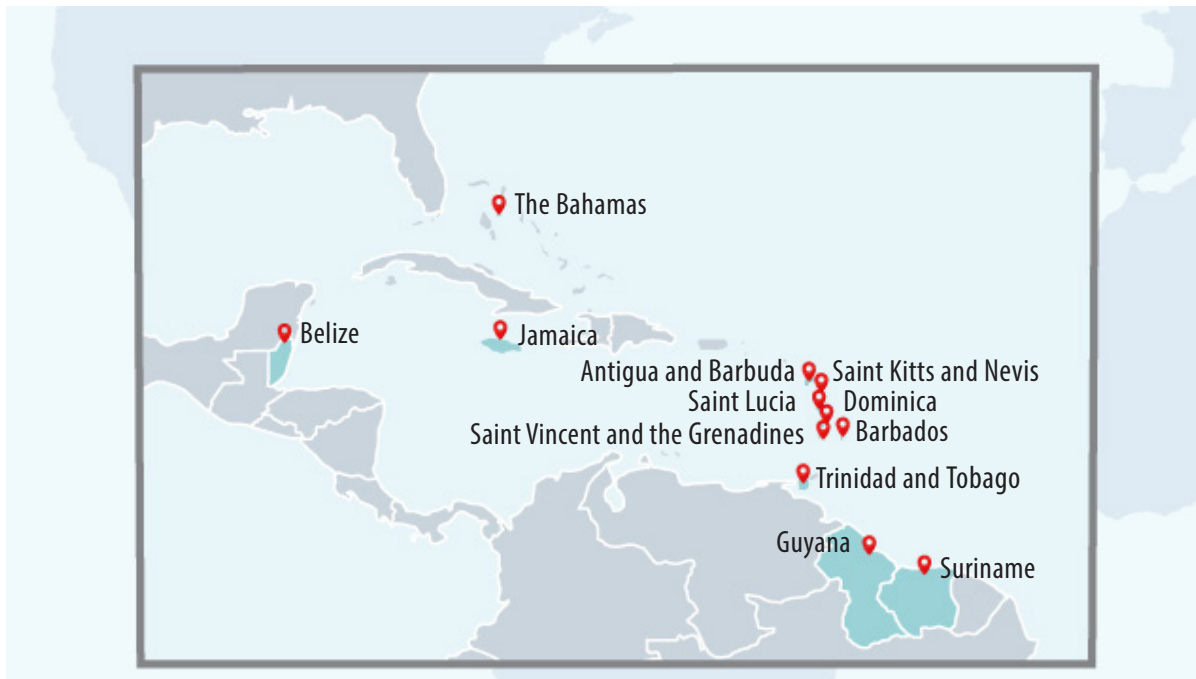 The Bahamas
Belize
Jamaica
Antigua and Barbuda
Saint Kitts and Nevis
Saint Lucia
Dominica
Saint Vincent and the Grenadines
Barbados
Trinidad and Tobago
Guyana
Suriname